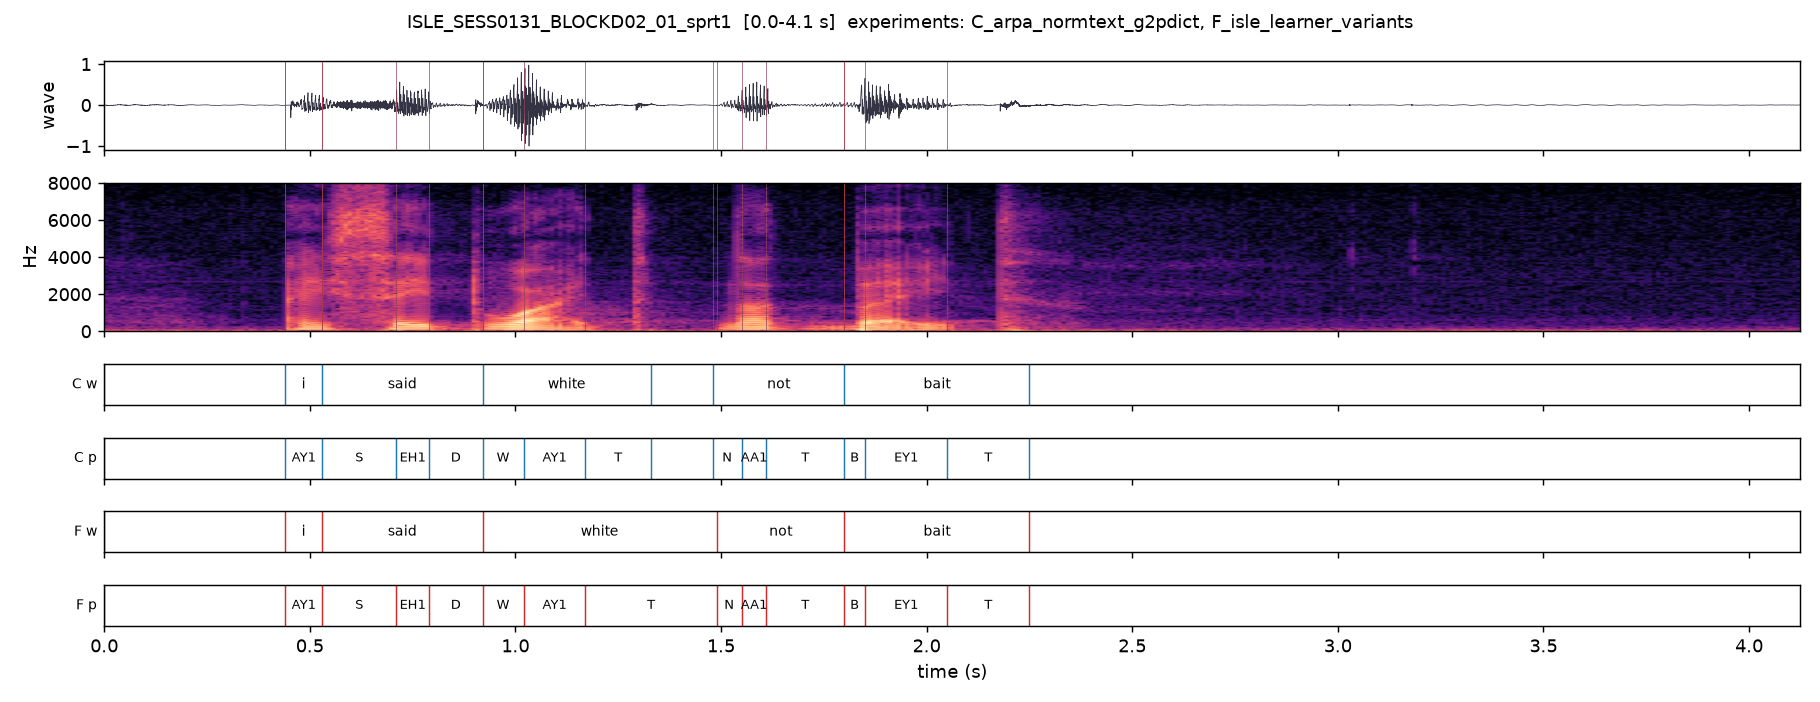 ISLE_SESS0131_BLOCKD02_01_sprt1 [0.0-4.1 s] experiments: C_arpa_normtext_g2pdict, F_isle_learner_variants
wave
1
0
−1
Hz
8000
6000
4000
2000
0
C w i said white not bait
C p AY1 S EH1 D W AY1 T N AA1 T B EY1 T
F w i said white not bait
F p AY1 S EH1 D W AY1 T N AA1 T B EY1 T
0.0 0.5 1.0 1.5 2.0 2.5 3.0 3.5 4.0
time (s)